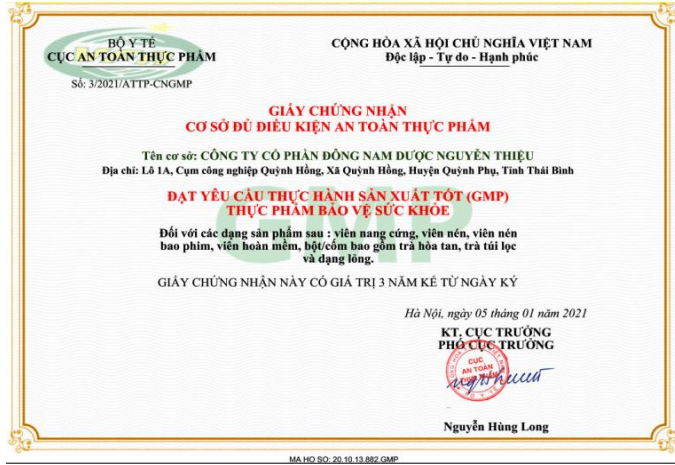 BỘ Y TẾ
CỤC AN TOÀN THỰC PHẨM
Số: 3/2021/ATTP-CNGMP
CỘNG HÒA XÃ HỘI CHỦ NGHĨA VIỆT NAM
Độc lập - Tự do - Hạnh phúc
GIẤY CHỨNG NHẬN
CƠ SỞ ĐỦ ĐIỀU KIỆN AN TOÀN THỰC PHẨM
Tên cơ sở: CÔNG TY CỔ PHẦN ĐÔNG NAM DƯỢC NGUYỄN THIỆU
Địa chỉ: Lô 1A, Cụm công nghiệp Quỳnh Hồng, Xã Quỳnh Hồng, Huyện Quỳnh Phụ, Tỉnh Thái Bình
ĐẠT YÊU CẦU THỰC HÀNH SẢN XUẤT TỐT (GMP)
THỰC PHẨM BẢO VỆ SỨC KHỎE
GMP
Đối với các dạng sản phẩm sau : viên nang cứng, viên nén, viên nén
bao phim, viên hoàn mềm, bột/cốm bao gồm trà hòa tan, trà túi lọc
và dạng lỏng.
GIẤY CHỨNG NHẬN NÀY CÓ GIÁ TRỊ 3 NĂM KỂ TỪ NGÀY KÝ
Hà Nội, ngày 05 tháng 01 năm 2021
KT. CỤC TRƯỞNG
PHÓ CỤC TRƯỞNG
CỤC
AN TOÀN
THỰC PHẨM
Nguyễn Hùng Long
MA HO SO: 20.10.13.882.GMP